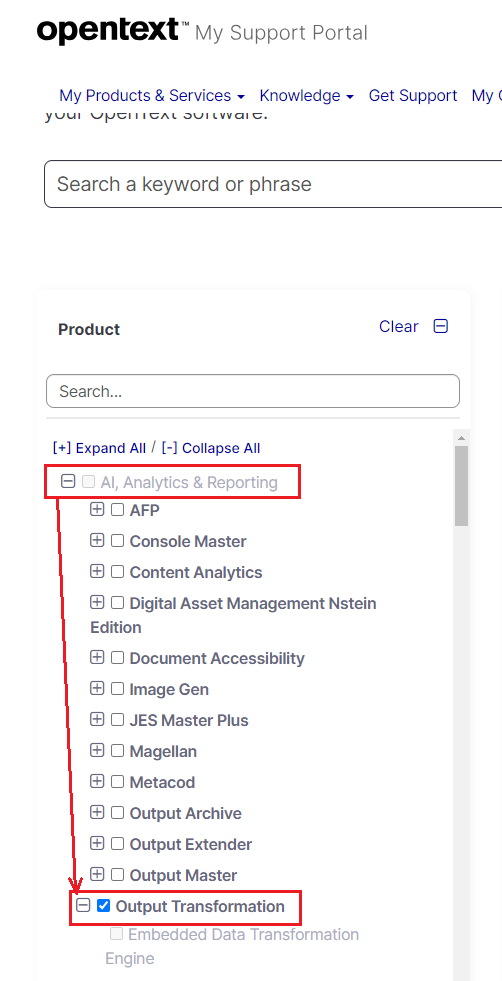 opentext™ My Support Portal
My Products & Services Knowledge Get Support My
your OpenText software.
Search a keyword or phrase
Product Clear
Search...
[+] Expand All / [-] Collapse All
AI, Analytics & Reporting
AFP
Console Master
Content Analytics
Digital Asset Management Nstein
Edition
Document Accessibility
Image Gen
JES Master Plus
Magellan
Metacod
Output Archive
Output Extender
Output Master
Output Transformation
Embedded Data Transformation
Engine